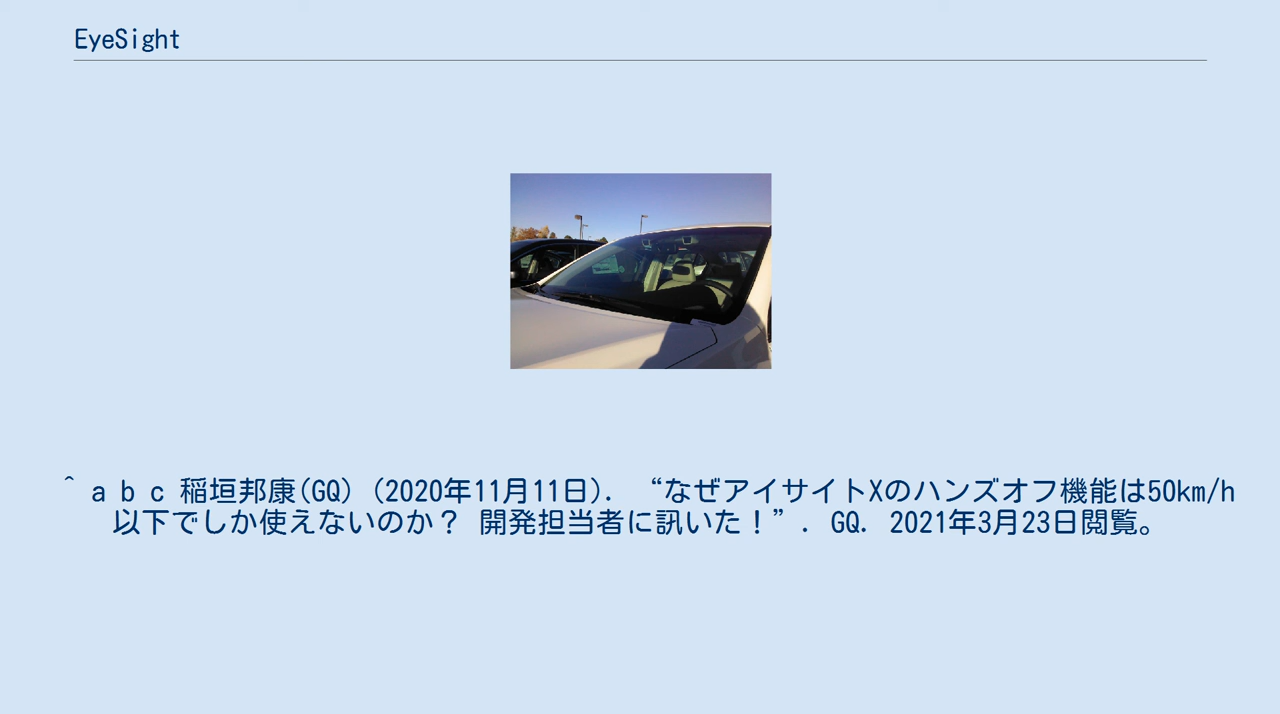 EyeSight
^ a b c 稲垣邦康(GQ) (2020年11月11日). “なぜアイサイトXのハンズオフ機能は50km/h
以下でしか使えないのか？ 開発担当者に訊いた！”. GQ. 2021年3月23日閲覧。